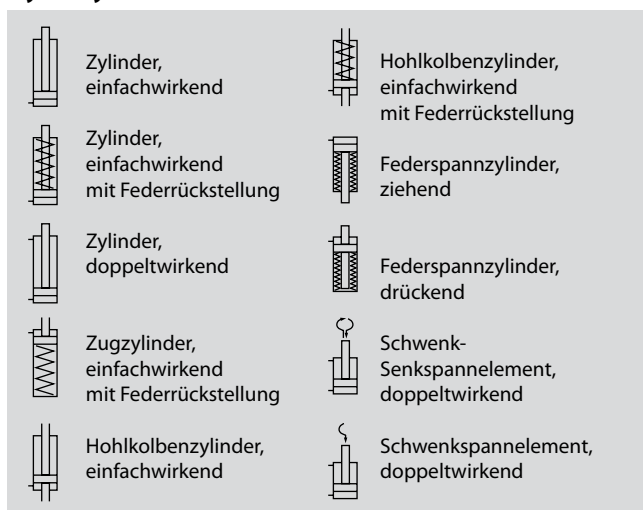 Zylinder,
einfachwirkend
Zylinder,
einfachwirkend
mit Federrückstellung
Zylinder,
doppeltwirkend
Zugzylinder,
einfachwirkend
mit Federrückstellung
Hohlkolbenzylinder,
einfachwirkend
Hohlkolbenzylinder,
einfachwirkend
mit Federrückstellung
Federspannzylinder,
ziehend
Federspannzylinder,
drückend
Schwenk-
Senkspannelement,
doppeltwirkend
Schwenkspannelement,
doppeltwirkend